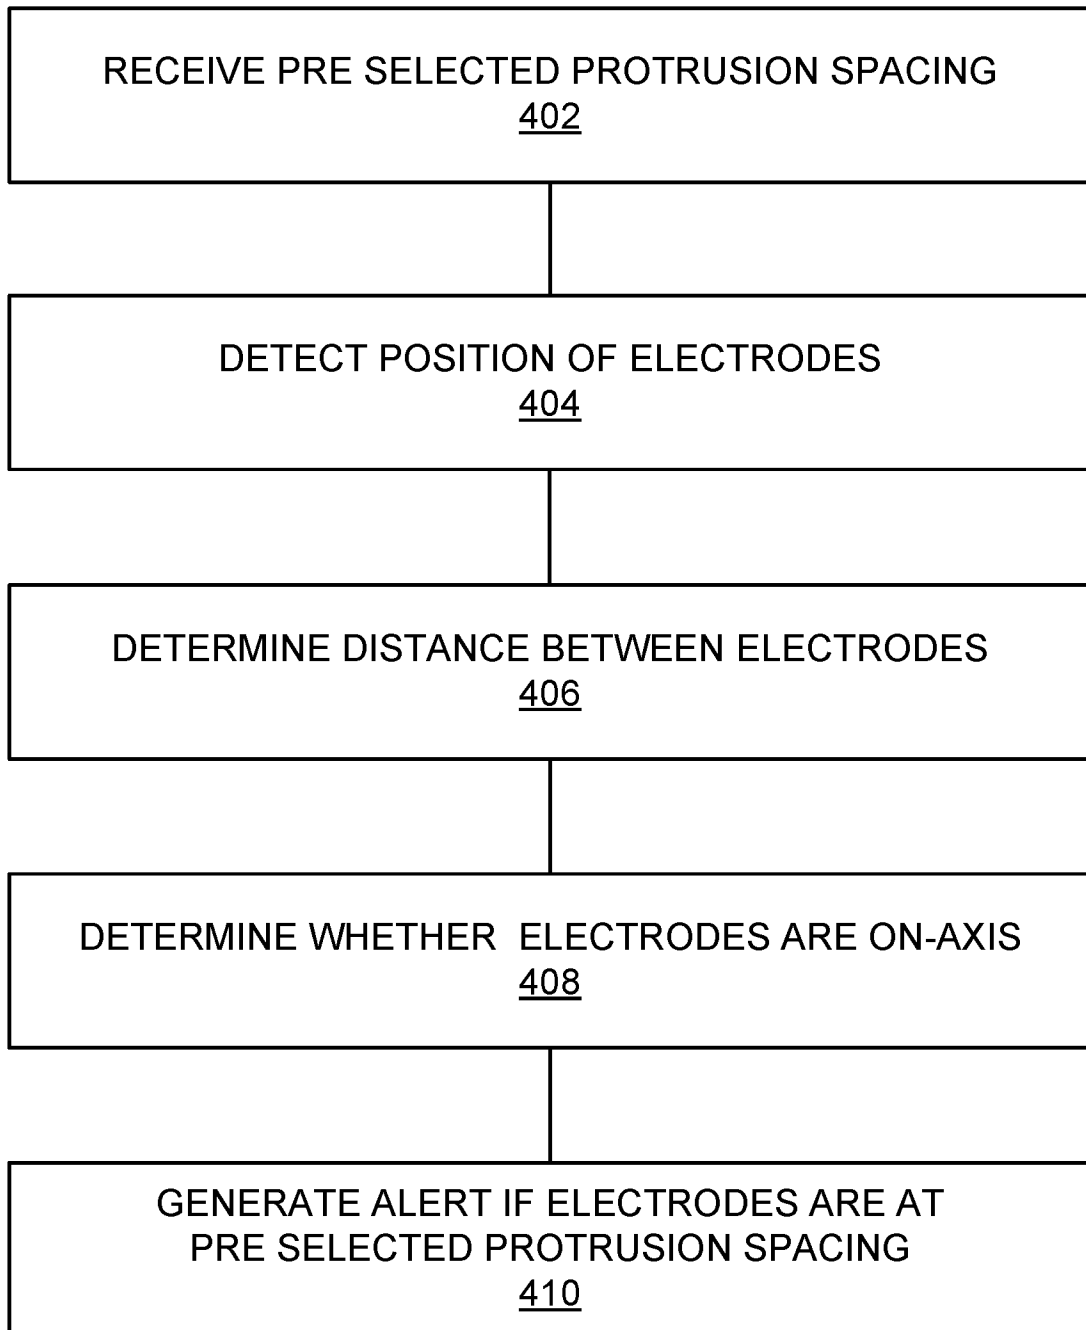 RECEIVE PRE SELECTED PROTRUSION SPACING
402
DETECT POSITION OF ELECTRODES
404
DETERMINE DISTANCE BETWEEN ELECTRODES
406
DETERMINE WHETHER ELECTRODES ARE ON-AXIS
408
GENERATE ALERT IF ELECTRODES ARE AT
PRE SELECTED PROTRUSION SPACING
410